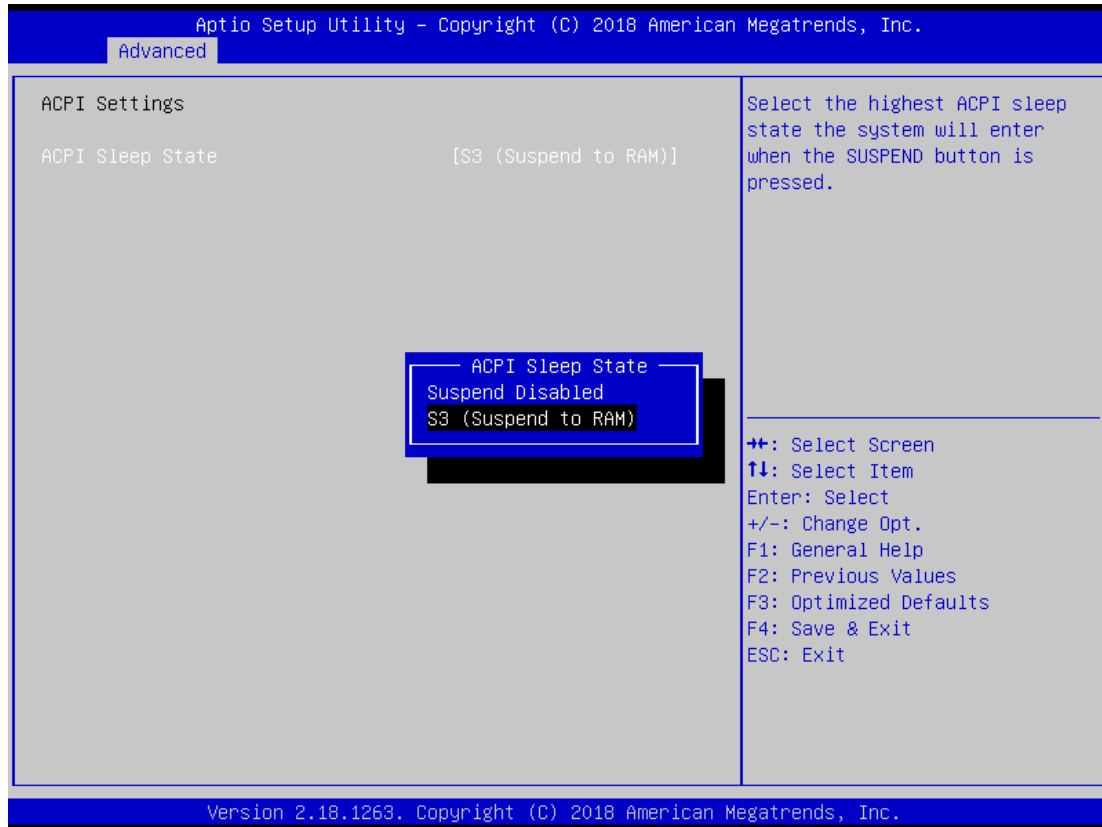 Aptio Setup Utility – Copyright (C) 2018 American Megatrends, Inc.
Advanced
ACPI Settings
ACPI Sleep State [S3 (Suspend to RAM)]
Select the highest ACPI sleep
state the system will enter
when the SUSPEND button is
pressed.
ACPI Sleep State
Suspend Disabled
S3 (Suspend to RAM)
→←: Select Screen
↑↓: Select Item
Enter: Select
+/-: Change Opt.
F1: General Help
F2: Previous Values
F3: Optimized Defaults
F4: Save & Exit
ESC: Exit
Version 2.18.1263. Copyright (C) 2018 American Megatrends, Inc.